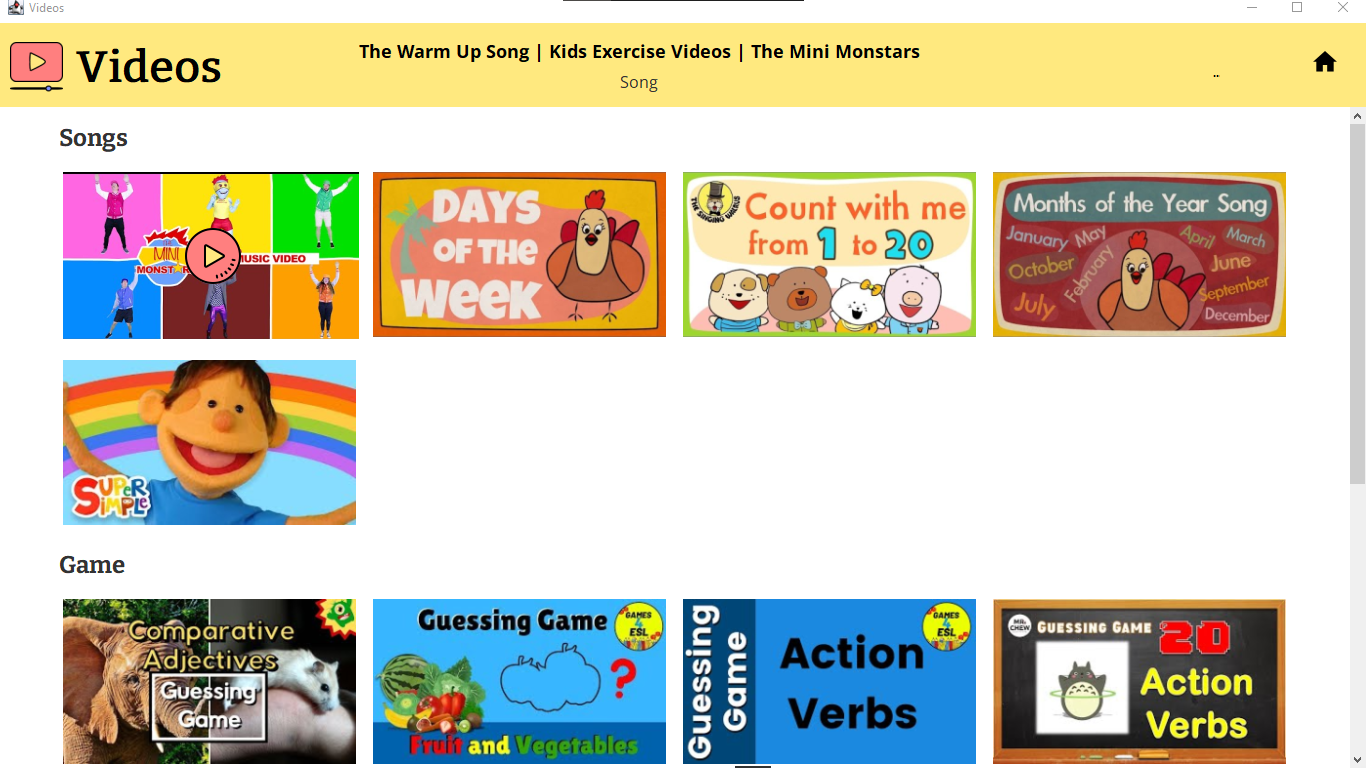 Videos
Videos
The Warm Up Song | Kids Exercise Videos | The Mini Monstars
Song
..
Songs
MINI
MONST
MUSIC VIDEO
DAYS
OF THE
WEEK
THE SINGING WALRUS
Count with me
from 1 to 20
Months of the Year Song
January May April March
October February June
July September
December
SUPER
SIMPLE
Game
Comparative
Adjectives
Guessing
Game
Guessing Game
GAMES
4
ESL
?
Fruit and Vegetables
Guessing
Game
Action
Verbs
GAMES
4
ESL
MR.
CHEW
GUESSING GAME 20
Action
Verbs